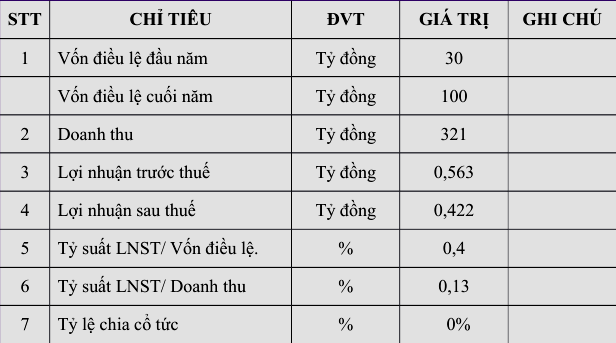 STT CHỈ TIÊU ĐVT GIÁ TRỊ GHI CHÚ
1 Vốn điều lệ đầu năm Tỷ đồng 30
Vốn điều lệ cuối năm Tỷ đồng 100
2 Doanh thu Tỷ đồng 321
3 Lợi nhuận trước thuế Tỷ đồng 0,563
4 Lợi nhuận sau thuế Tỷ đồng 0,422
5 Tỷ suất LNST/ Vốn điều lệ. % 0,4
6 Tỷ suất LNST/ Doanh thu % 0,13
7 Tỷ lệ chia cổ tức % 0%